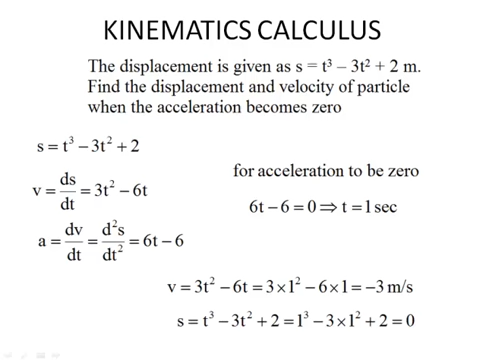 KINEMATICS CALCULUS
The displacement is given as s = t³ – 3t² + 2 m.
Find the displacement and velocity of particle
when the acceleration becomes zero
s = t³ − 3t² + 2
v = ds/dt = 3t² − 6t
a = dv/dt = d²s/dt² = 6t − 6
for acceleration to be zero
6t − 6 = 0 ⇒ t = 1 sec
v = 3t² − 6t = 3 × 1² − 6 × 1 = −3 m/s
s = t³ − 3t² + 2 = 1³ − 3 × 1² + 2 = 0